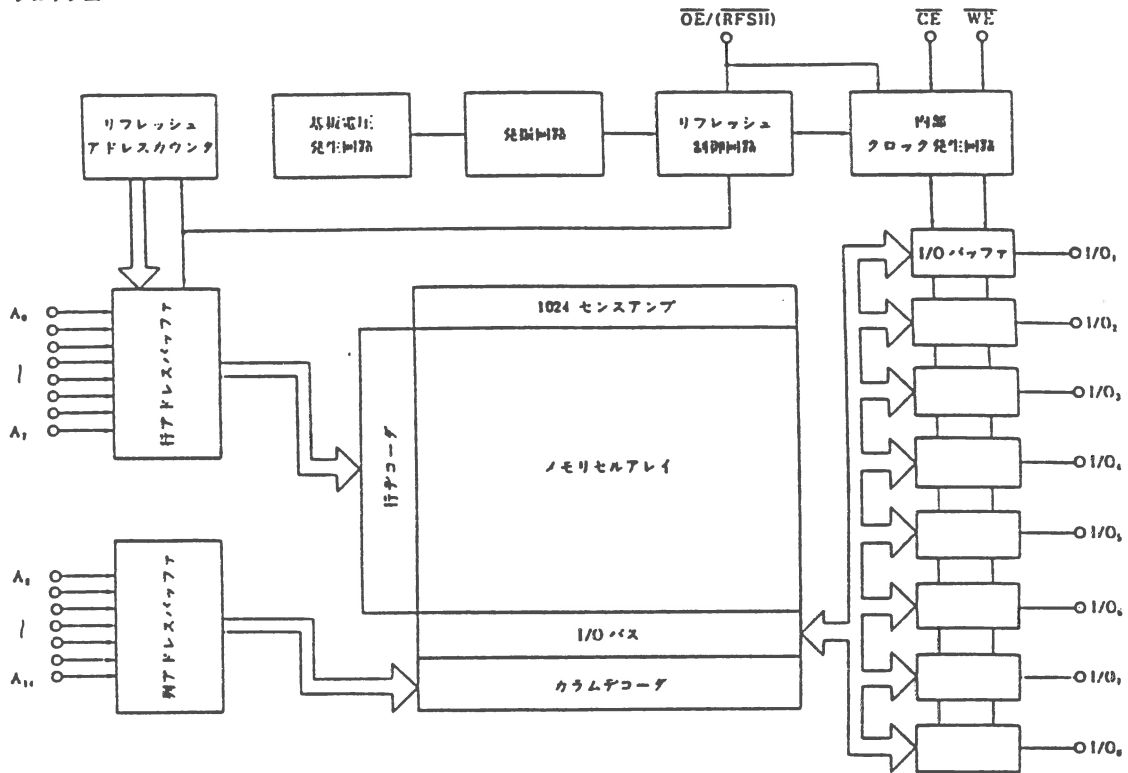 OE/(RFSH)
CE
WE
リフレッシュ
アドレスカウンタ
基板電圧
発生回路
発振回路
リフレッシュ
制御回路
内部
クロック発生回路
I/O バッファ
I/O₁
1024 センスアンプ
A₀
I/O₂
行アドレスバッファ
I/O₃
A₇
行デコーダ
メモリセルアレイ
I/O₄
I/O₅
A₈
列アドレスバッファ
I/O₆
I/O バス
A₁₄
カラムデコーダ
I/O₇
I/O₈